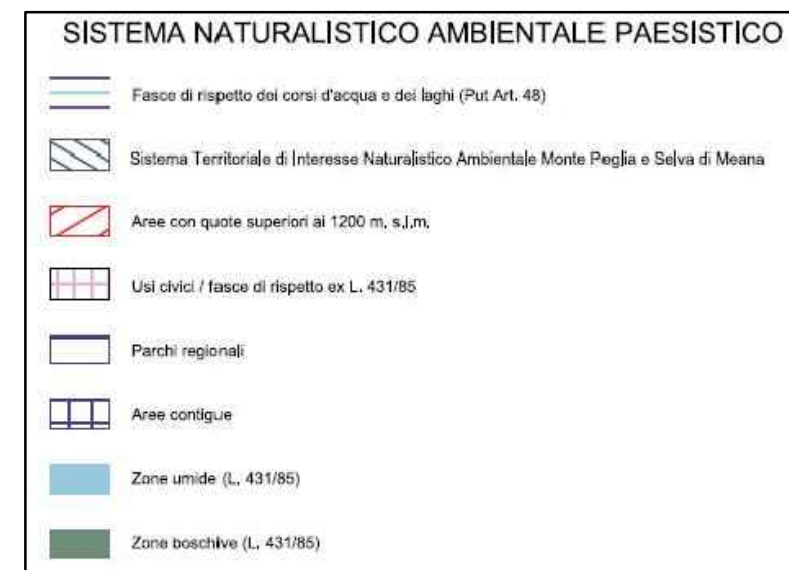 SISTEMA NATURALISTICO AMBIENTALE PAESISTICO
Fasce di rispetto dei corsi d'acqua e dei laghi (Put Art. 48)
Sistema Territoriale di Interesse Naturalistico Ambientale Monte Peglia e Selva di Meana
Aree con quote superiori ai 1200 m. s.l.m.
Usi civici / fasce di rispetto ex L. 431/85
Parchi regionali
Aree contigue
Zone umide (L. 431/85)
Zone boschive (L. 431/85)